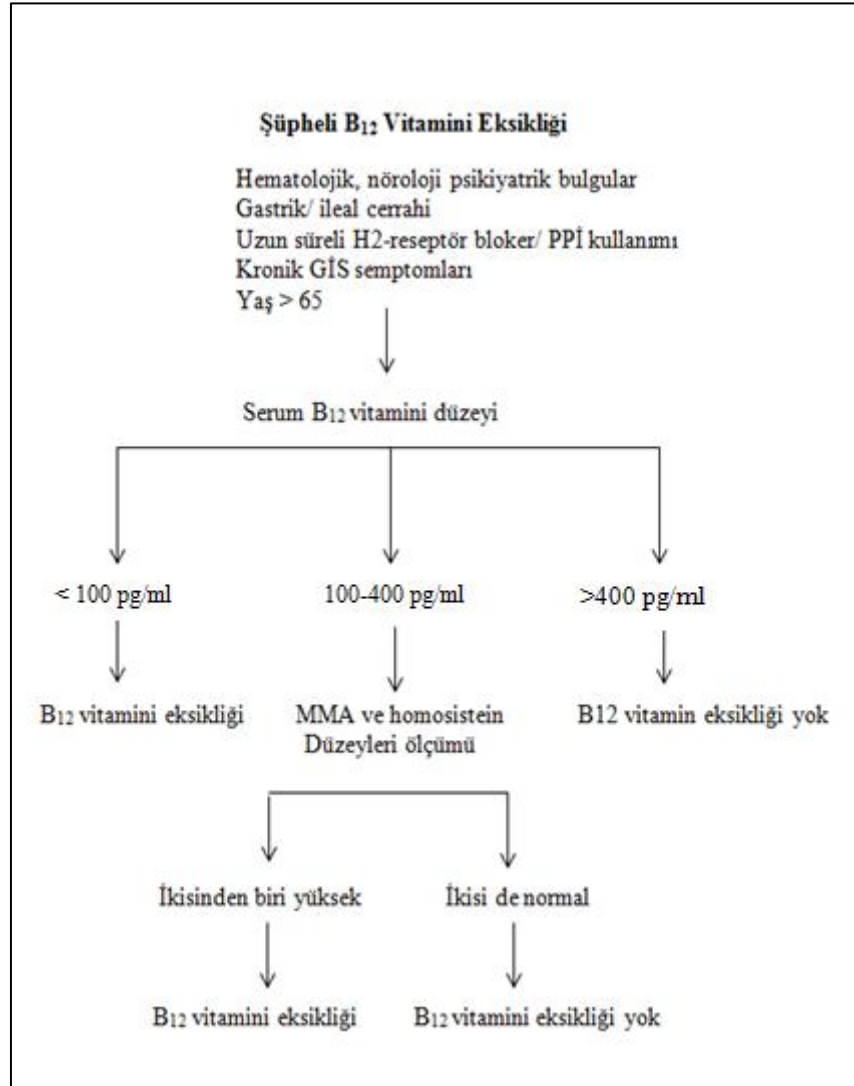 Şüpheli B₁₂ Vitamini Eksikliği
Hematolojik, nöroloji psikiyatrik bulgular
Gastrik/ ileal cerrahi
Uzun süreli H2-reseptör bloker/ PPİ kullanımı
Kronik GİS semptomları
Yaş > 65
Serum B₁₂ vitamini düzeyi
< 100 pg/ml
100-400 pg/ml
>400 pg/ml
B₁₂ vitamini eksikliği
MMA ve homosistein
Düzeyleri ölçümü
B12 vitamin eksikliği yok
İkisinden biri yüksek
İkisi de normal
B₁₂ vitamini eksikliği
B₁₂ vitamini eksikliği yok